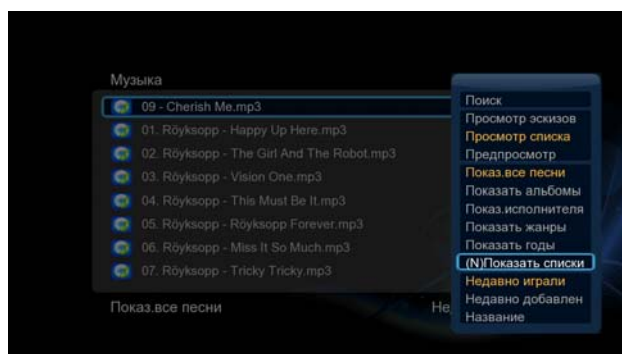 Музыка
09 - Cherish Me.mp3
01. Röyksopp - Happy Up Here.mp3
02. Röyksopp - The Girl And The Robot.mp3
03. Röyksopp - Vision One.mp3
04. Röyksopp - This Must Be It.mp3
05. Röyksopp - Röyksopp Forever.mp3
06. Röyksopp - Miss It So Much.mp3
07. Röyksopp - Tricky Tricky.mp3
Показ.все песни
Не
Поиск
Просмотр эскизов
Просмотр списка
Предпросмотр
Показ.все песни
Показать альбомы
Показ.исполнителя
Показать жанры
Показать годы
(N)Показать списки
Недавно играли
Недавно добавлен
Название